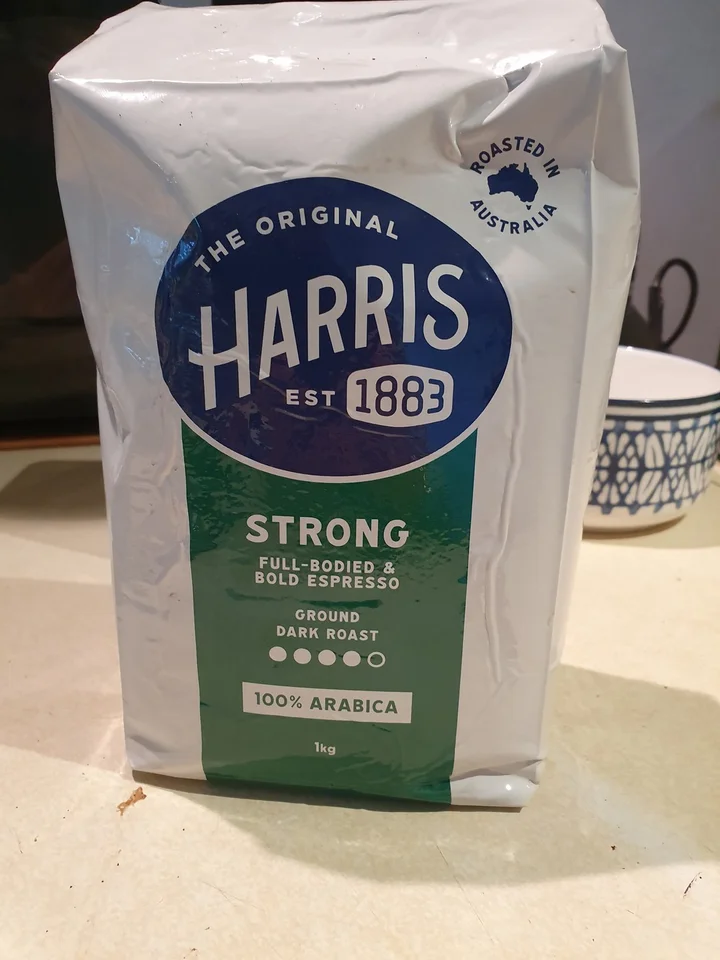 ROASTED IN
AUSTRALIA
THE ORIGINAL
HARRIS
EST 1883
STRONG
FULL-BODIED &
BOLD ESPRESSO
GROUND
DARK ROAST
100% ARABICA
1kg